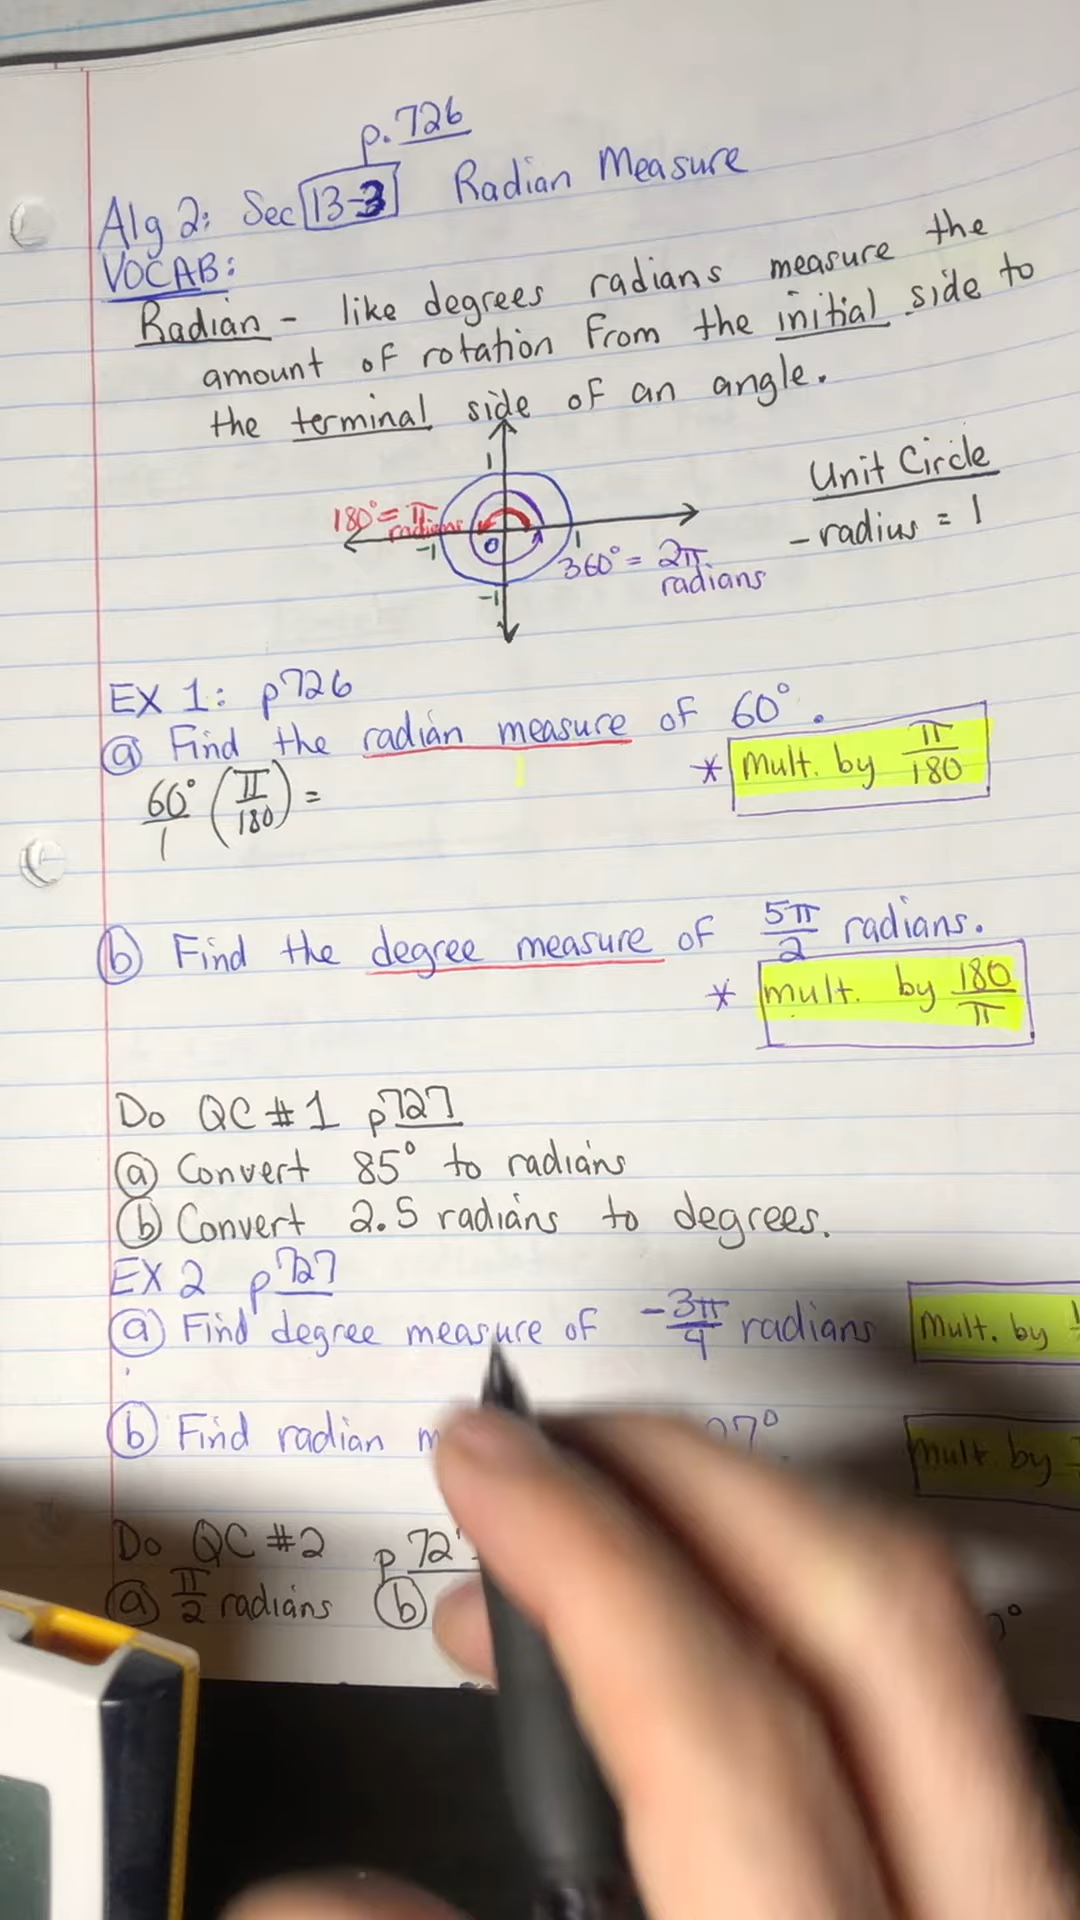 p. 726
Alg 2: Sec 13-3 Radian Measure
VOCAB:
Radian - like degrees radians measure the
amount of rotation from the initial side to
the terminal side of an angle.
1
Unit Circle
- radius = 1
180° = π
radians
-1
0
1
360° = 2π
radians
-1
EX 1: p726
a Find the radian measure of 60°.
* mult. by π/180
60°/1 (π/180) =
b Find the degree measure of 5π/2 radians.
* mult. by 180/π
Do QC #1 p727
a Convert 85° to radians
b Convert 2.5 radians to degrees.
EX 2 p727
a Find degree measure of -3π/4 radians
mult. by
b Find radian
mult by
Do QC #2 p
a π/2 radians b